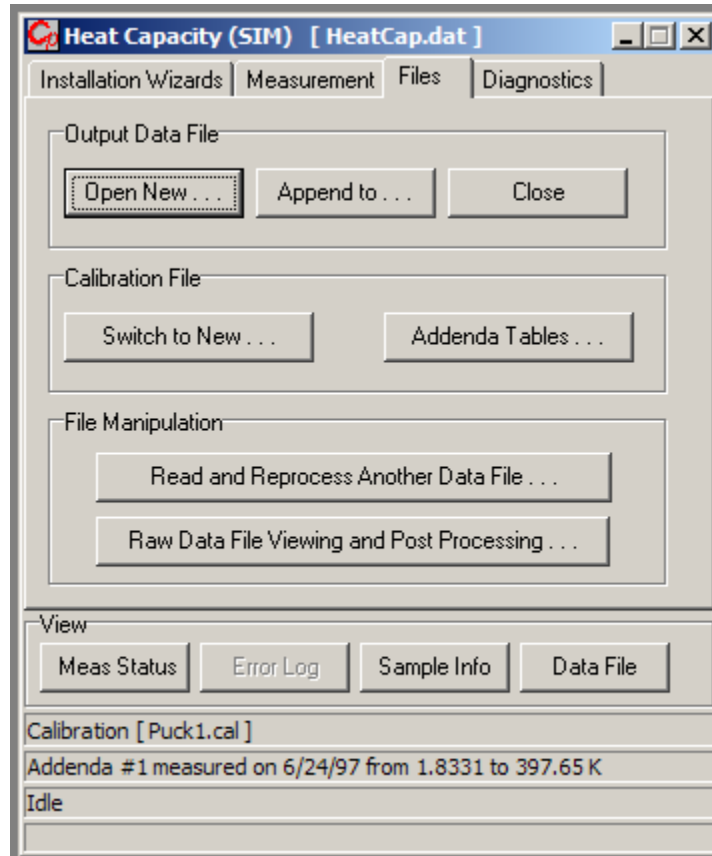 Cp Heat Capacity (SIM) [ HeatCap.dat ]
Installation Wizards Measurement Files Diagnostics
Output Data File
Open New . . . Append to . . . Close
Calibration File
Switch to New . . . Addenda Tables . . .
File Manipulation
Read and Reprocess Another Data File . . .
Raw Data File Viewing and Post Processing . . .
View
Meas Status Error Log Sample Info Data File
Calibration [ Puck1.cal ]
Addenda #1 measured on 6/24/97 from 1.8331 to 397.65 K
Idle